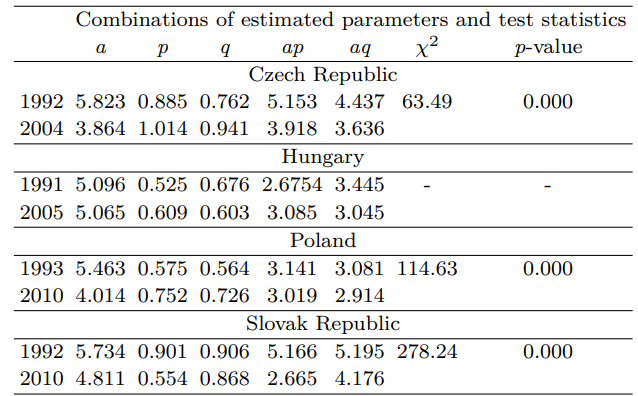 Combinations of estimated parameters and test statistics
a p q ap aq χ² p-value
Czech Republic
1992 5.823 0.885 0.762 5.153 4.437 63.49 0.000
2004 3.864 1.014 0.941 3.918 3.636
Hungary
1991 5.096 0.525 0.676 2.6754 3.445 - -
2005 5.065 0.609 0.603 3.085 3.045
Poland
1993 5.463 0.575 0.564 3.141 3.081 114.63 0.000
2010 4.014 0.752 0.726 3.019 2.914
Slovak Republic
1992 5.734 0.901 0.906 5.166 5.195 278.24 0.000
2010 4.811 0.554 0.868 2.665 4.176